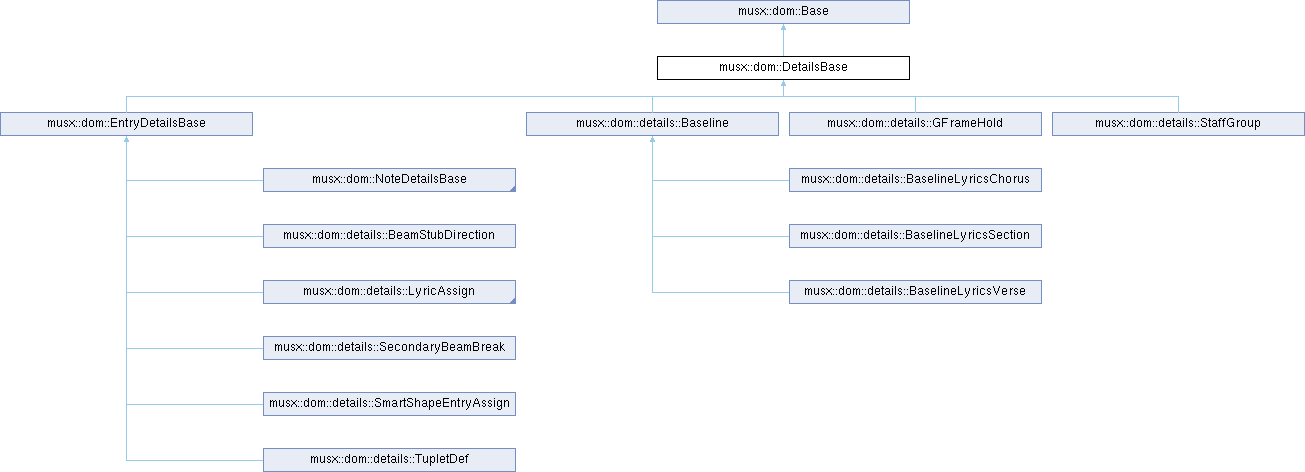 musx::dom::Base
musx::dom::DetailsBase
musx::dom::EntryDetailsBase
musx::dom::details::Baseline
musx::dom::details::GFrameHold
musx::dom::details::StaffGroup
musx::dom::NoteDetailsBase
musx::dom::details::BaselineLyricsChorus
musx::dom::details::BeamStubDirection
musx::dom::details::BaselineLyricsSection
musx::dom::details::LyricAssign
musx::dom::details::BaselineLyricsVerse
musx::dom::details::SecondaryBeamBreak
musx::dom::details::SmartShapeEntryAssign
musx::dom::details::TupletDef